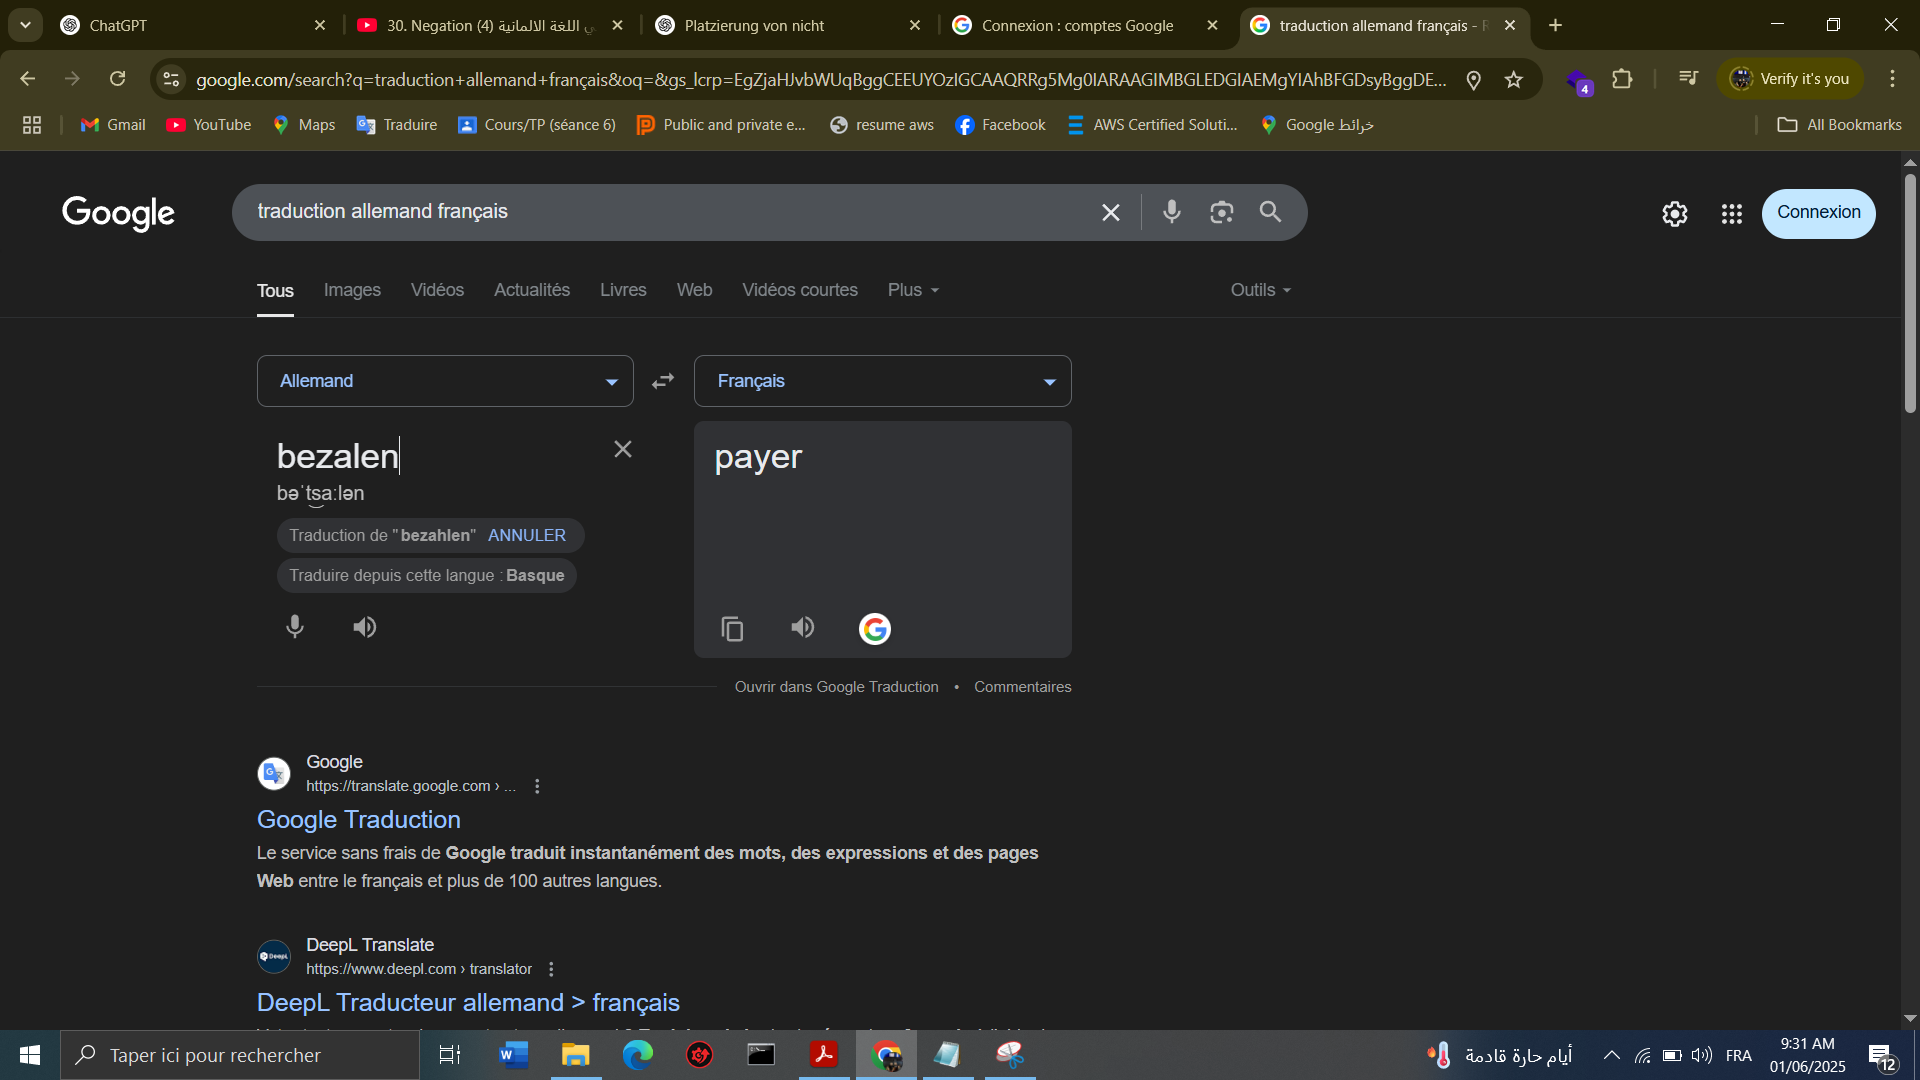 ChatGPT
30. Negation (4) في اللغة الالمانية
Platzierung von nicht
Connexion : comptes Google
traduction allemand français - R
google.com/search?q=traduction+allemand+français&oq=&gs_lcrp=EgZjaHJvbWUqBggCEEUYOzIGCAAQRRg5Mg0IARAAGIMBGLEDGIAEMgYIAhBFGDsyBggDE...
4
Verify it's you
Gmail
YouTube
Maps
Traduire
Cours/TP (séance 6)
Public and private e...
resume aws
Facebook
AWS Certified Soluti...
خرائط Google
All Bookmarks
Google
traduction allemand français
Connexion
Tous
Images
Vidéos
Actualités
Livres
Web
Vidéos courtes
Plus
Outils
Allemand
Français
bezalen
payer
bəˈt͜saːlən
Traduction de "bezahlen" ANNULER
Traduire depuis cette langue : Basque
Ouvrir dans Google Traduction • Commentaires
Google
https://translate.google.com › ...
Google Traduction
Le service sans frais de Google traduit instantanément des mots, des expressions et des pages
Web entre le français et plus de 100 autres langues.
DeepL
DeepL Translate
https://www.deepl.com › translator
DeepL Traducteur allemand > français
Taper ici pour rechercher
أيام حارة قادمة
FRA
9:31 AM
01/06/2025
12